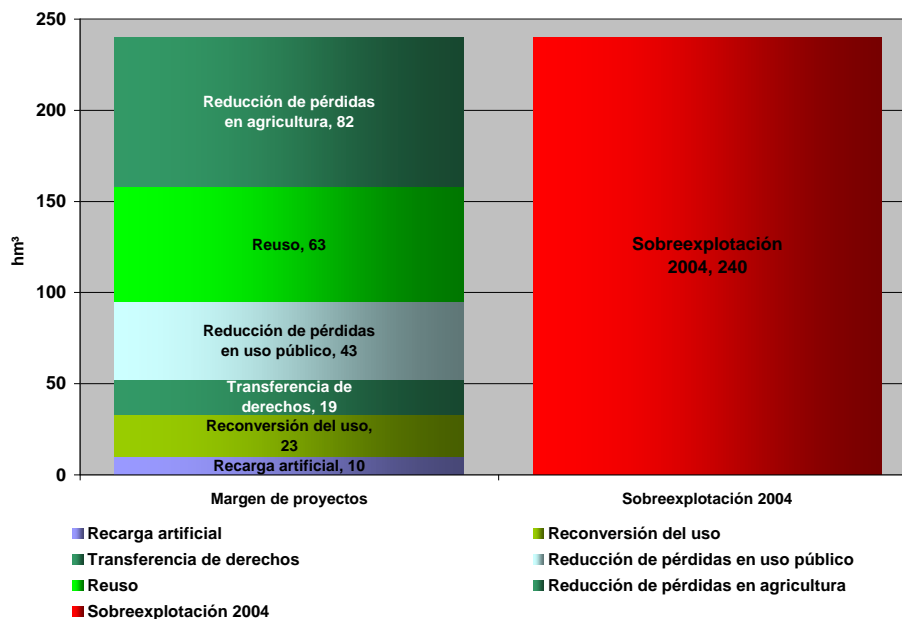 250
200
150
100
50
0
hm³
Reducción de pérdidas
en agricultura, 82
Reuso, 63
Reducción de pérdidas
en uso público, 43
Transferencia de
derechos, 19
Reconversión del uso,
23
Recarga artificial, 10
Sobreexplotación
2004, 240
Margen de proyectos
Sobreexplotación 2004
Recarga artificial
Reconversión del uso
Transferencia de derechos
Reducción de pérdidas en uso público
Reuso
Reducción de pérdidas en agricultura
Sobreexplotación 2004